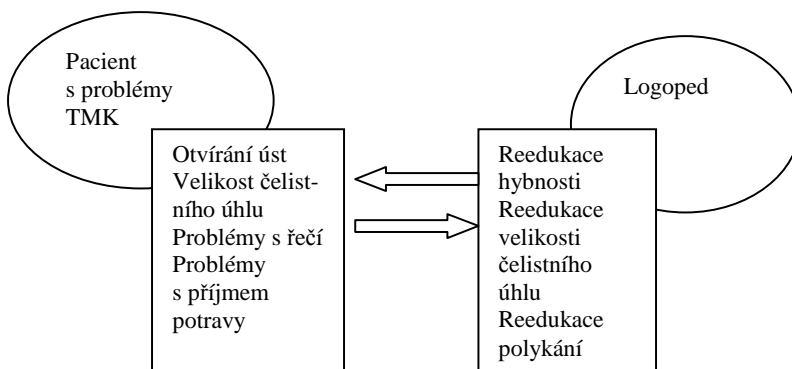 Pacient
s problémy
TMK
Logoped
Otvírání úst
Velikost čelist-
ního úhlu
Problémy s řečí
Problémy
s příjmem
potravy
Reedukace
hybnosti
Reedukace
velikosti
čelistního
úhlu
Reedukace
polykání